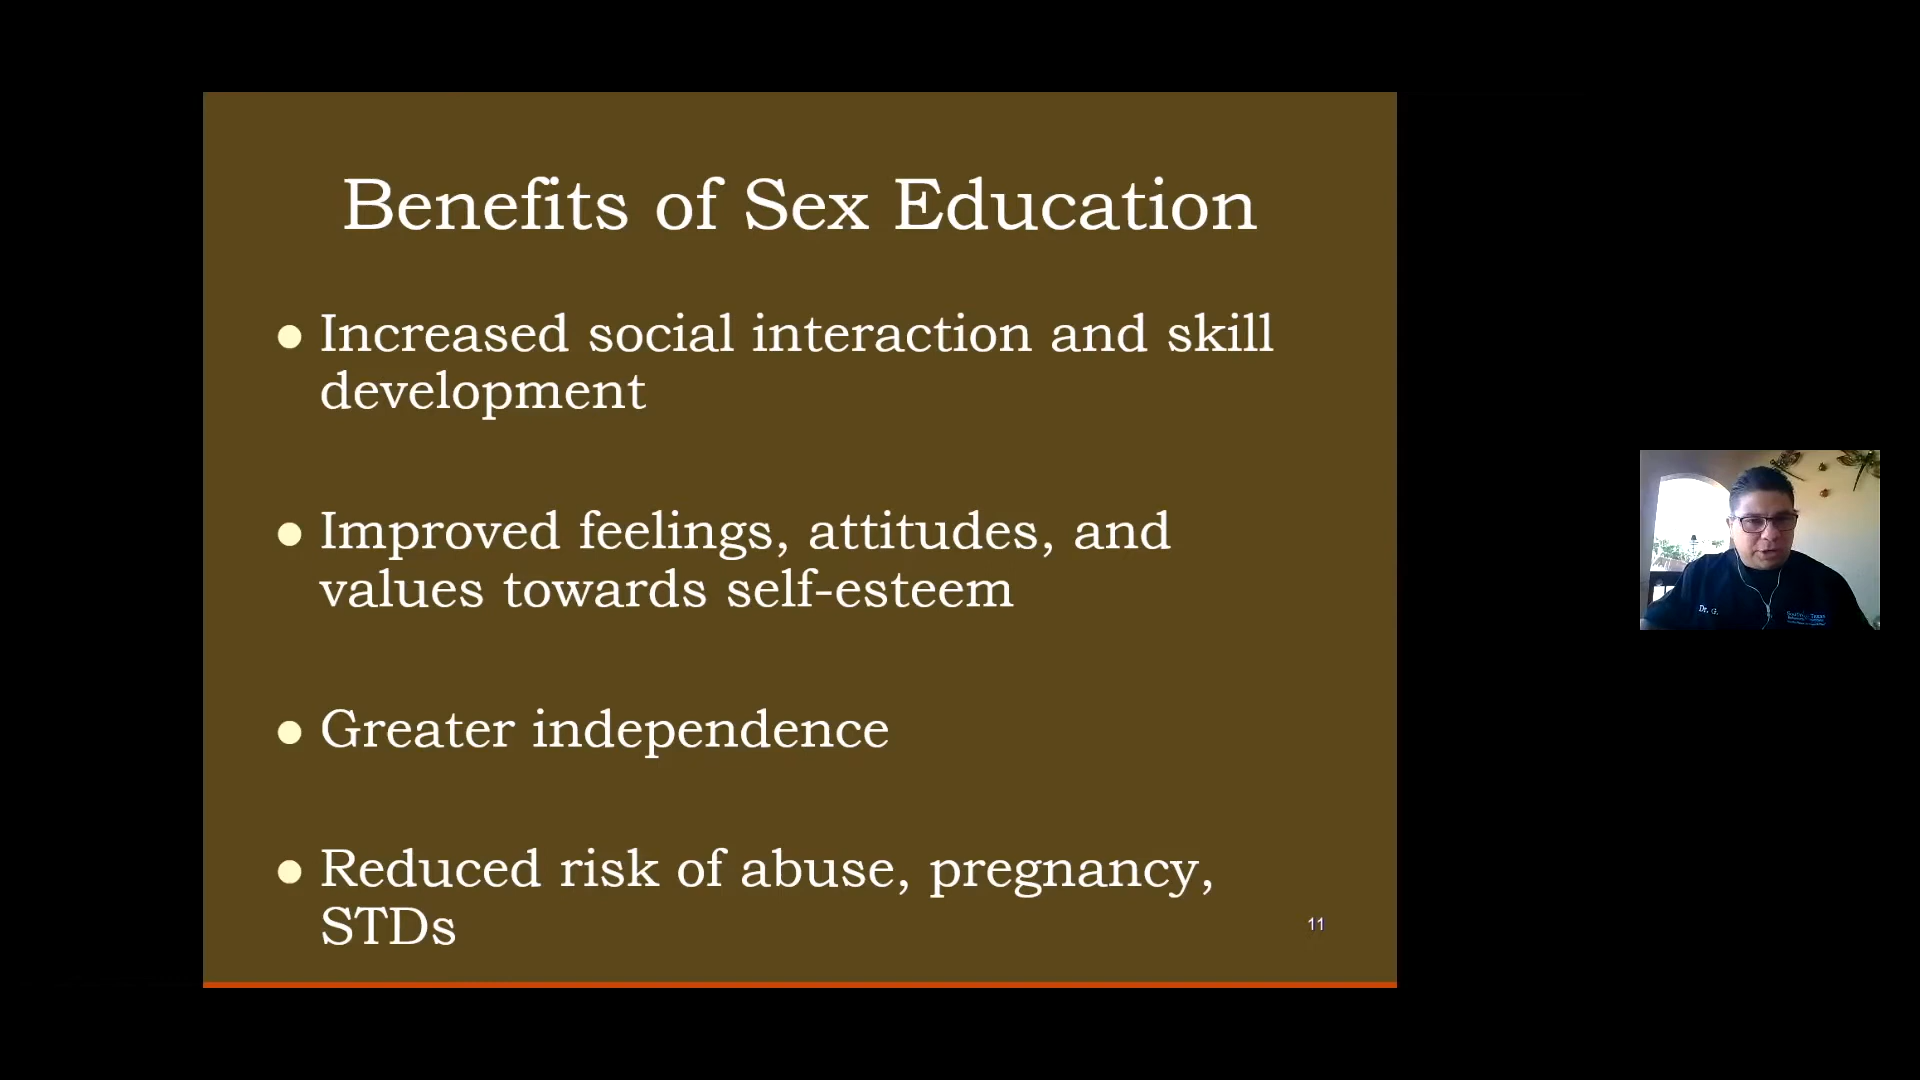 Benefits of Sex Education
● Increased social interaction and skill
development
● Improved feelings, attitudes, and
values towards self-esteem
● Greater independence
● Reduced risk of abuse, pregnancy,
STDs
11
Dr. G.